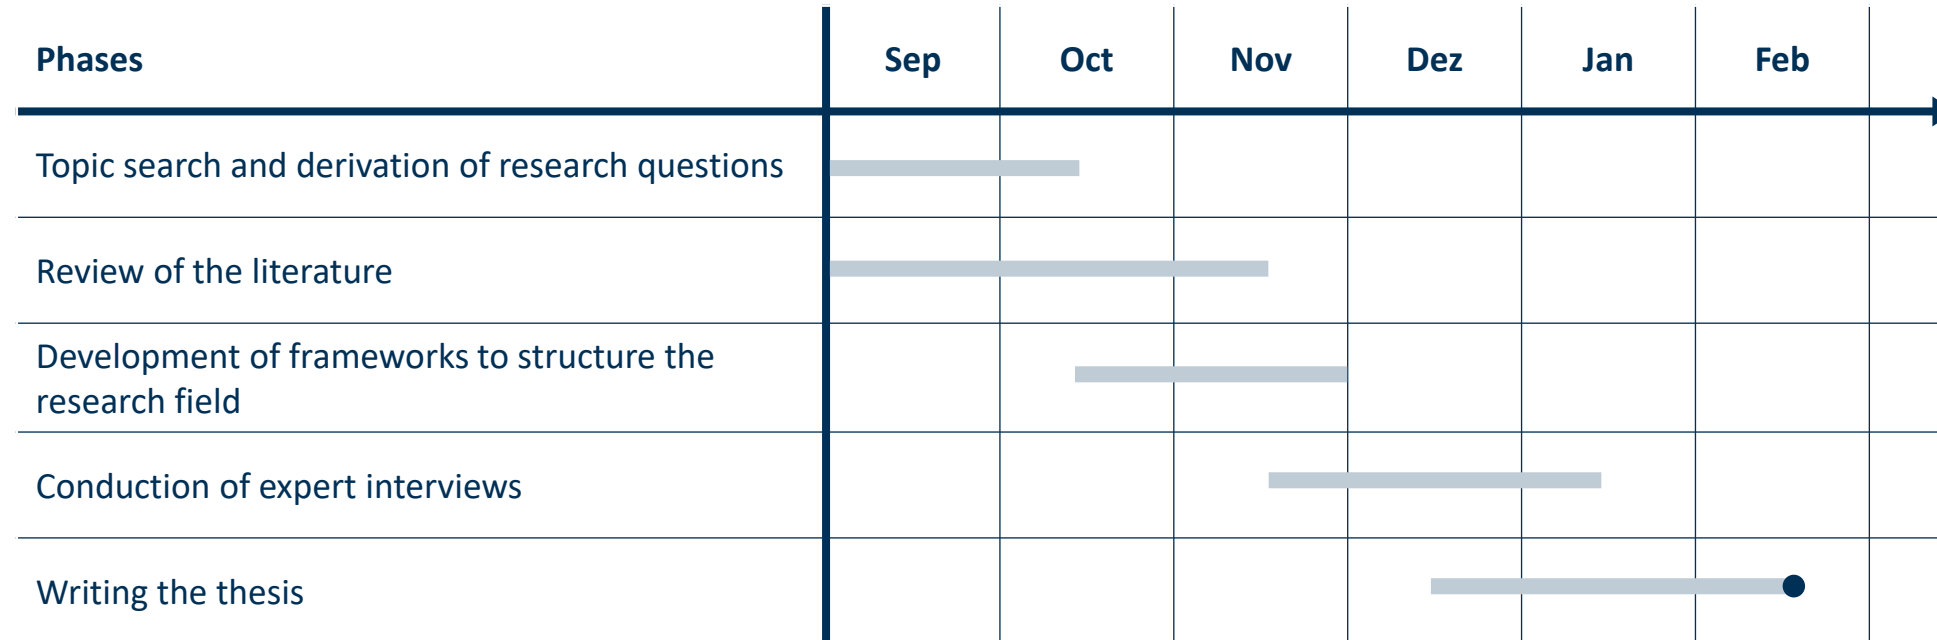 Phases Sep Oct Nov Dez Jan Feb
Topic search and derivation of research questions
Review of the literature
Development of frameworks to structure the
research field
Conduction of expert interviews
Writing the thesis